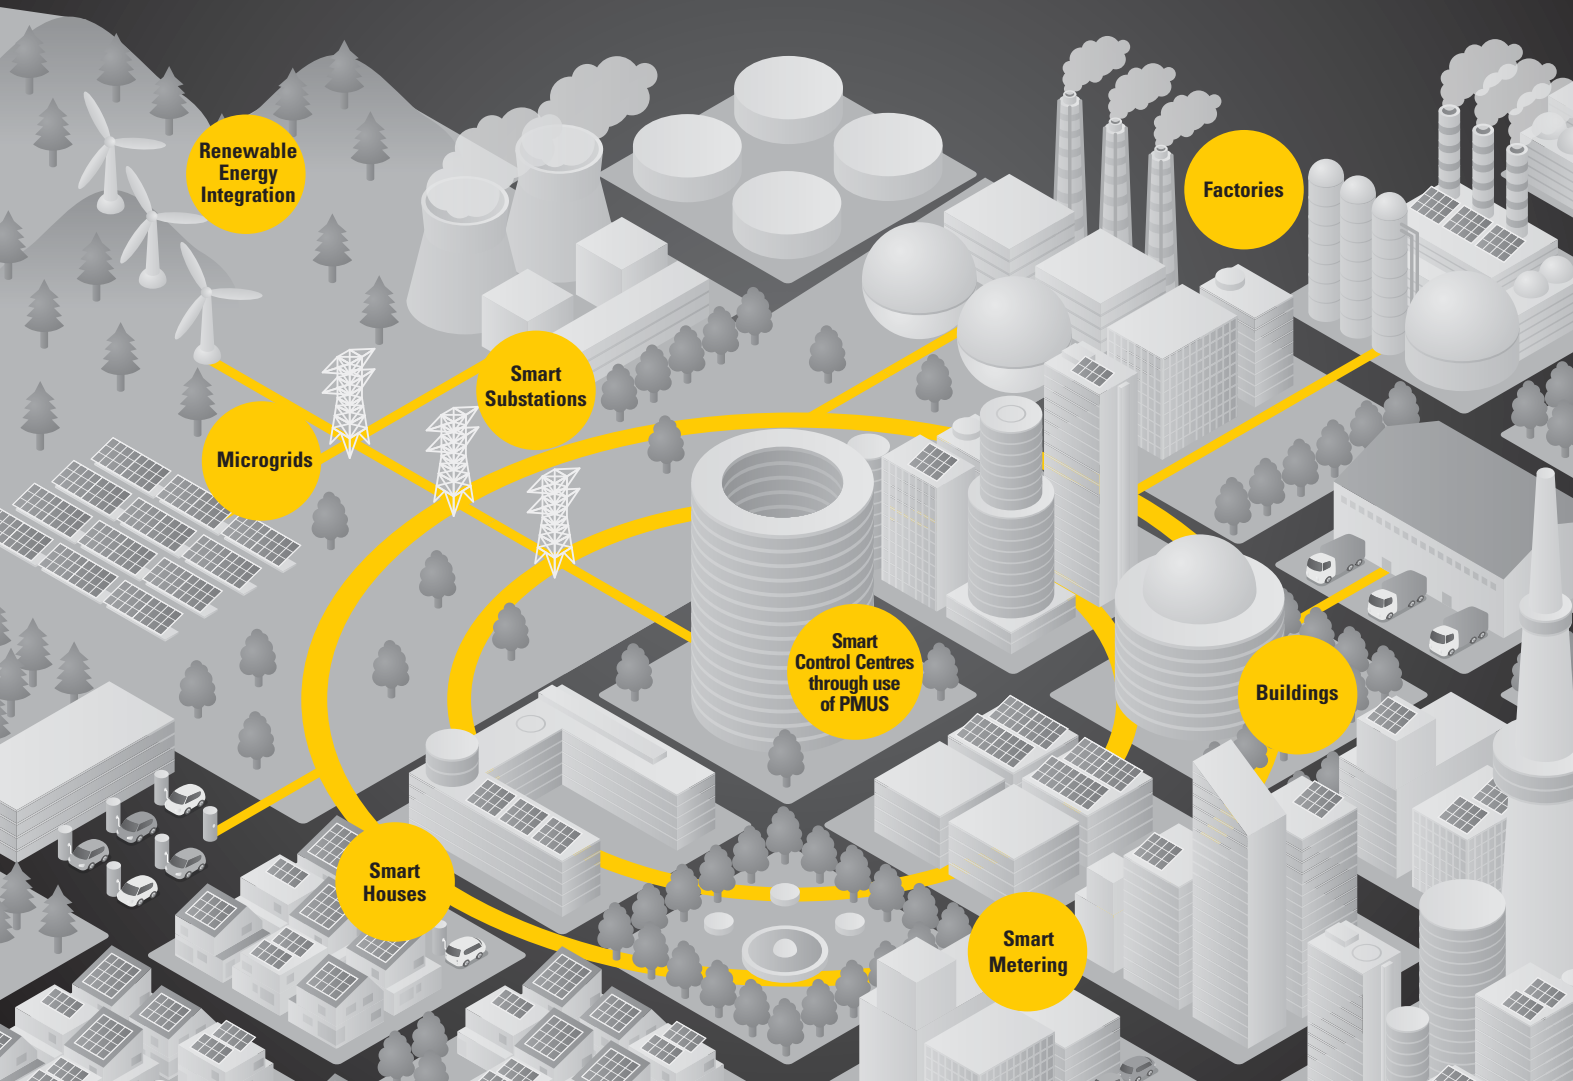 Renewable
Energy
Integration
Factories
Smart
Substations
Microgrids
Smart
Control Centres
through use
of PMUS
Buildings
Smart
Houses
Smart
Metering